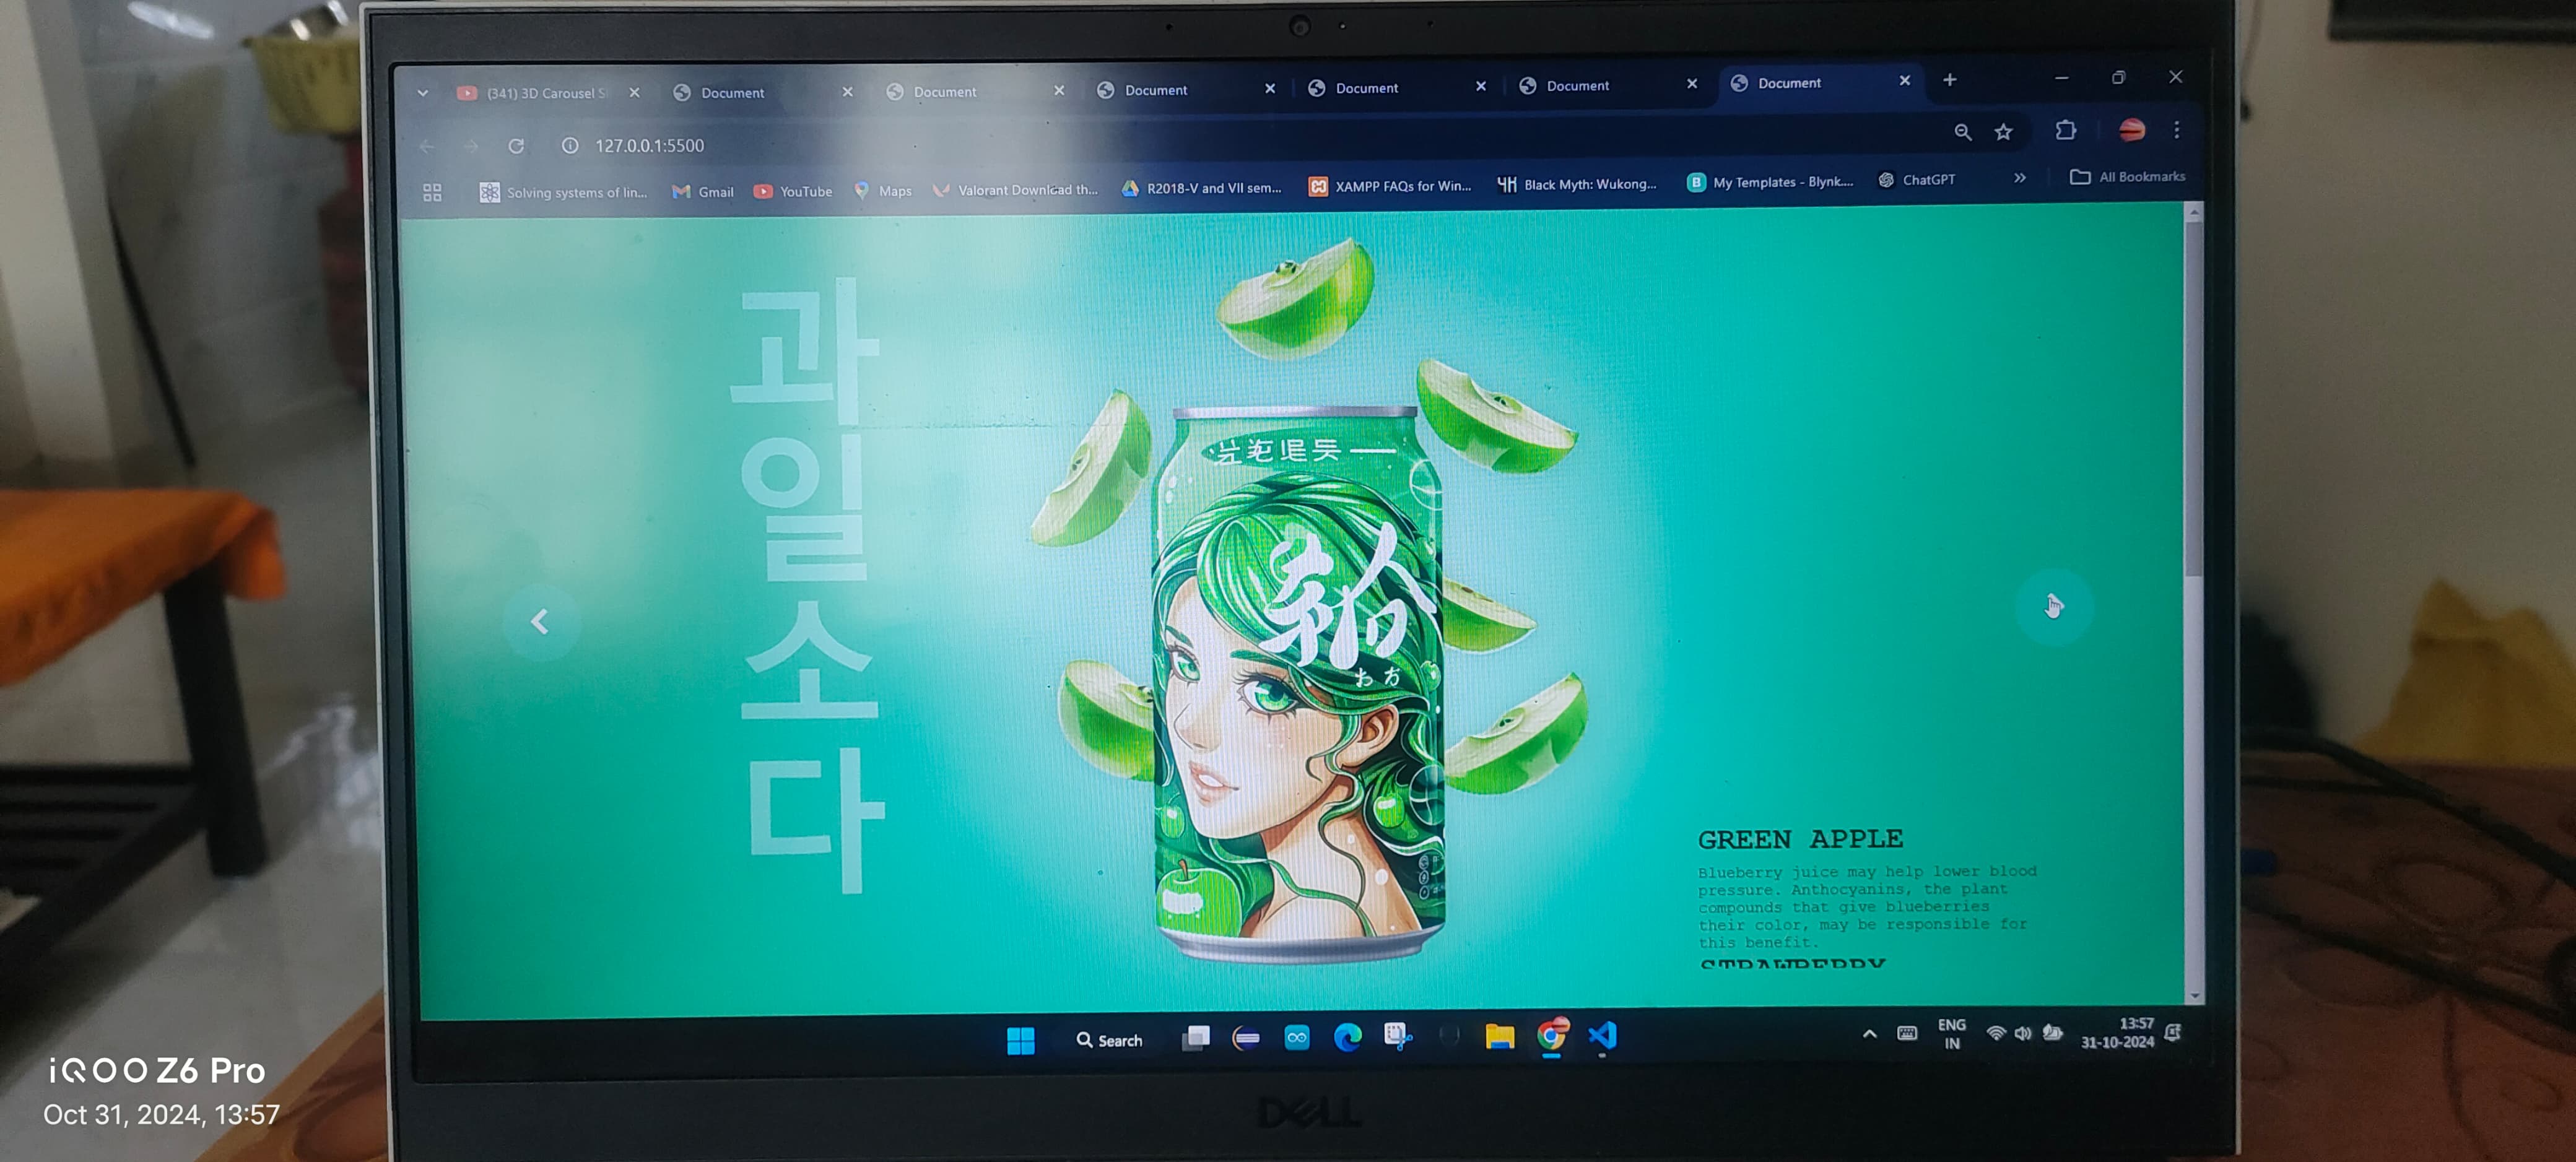 (341) 3D Carousel S
Document
Document
Document
Document
Document
Document
127.0.0.1:5500
Solving systems of lin...
Gmail
YouTube
Maps
Valorant Download th...
R2018-V and VII sem...
XAMPP FAQs for Win...
Black Myth: Wukong...
My Templates - Blynk....
ChatGPT
All Bookmarks
과
일
소
다
おす
GREEN APPLE
Blueberry juice may help lower blood
pressure. Anthocyanins, the plant
compounds that give blueberries
their color, may be responsible for
this benefit.
STRAWBERRY
Search
ENG
IN
13:57
31-10-2024
DELL
iQOO Z6 Pro
Oct 31, 2024, 13:57